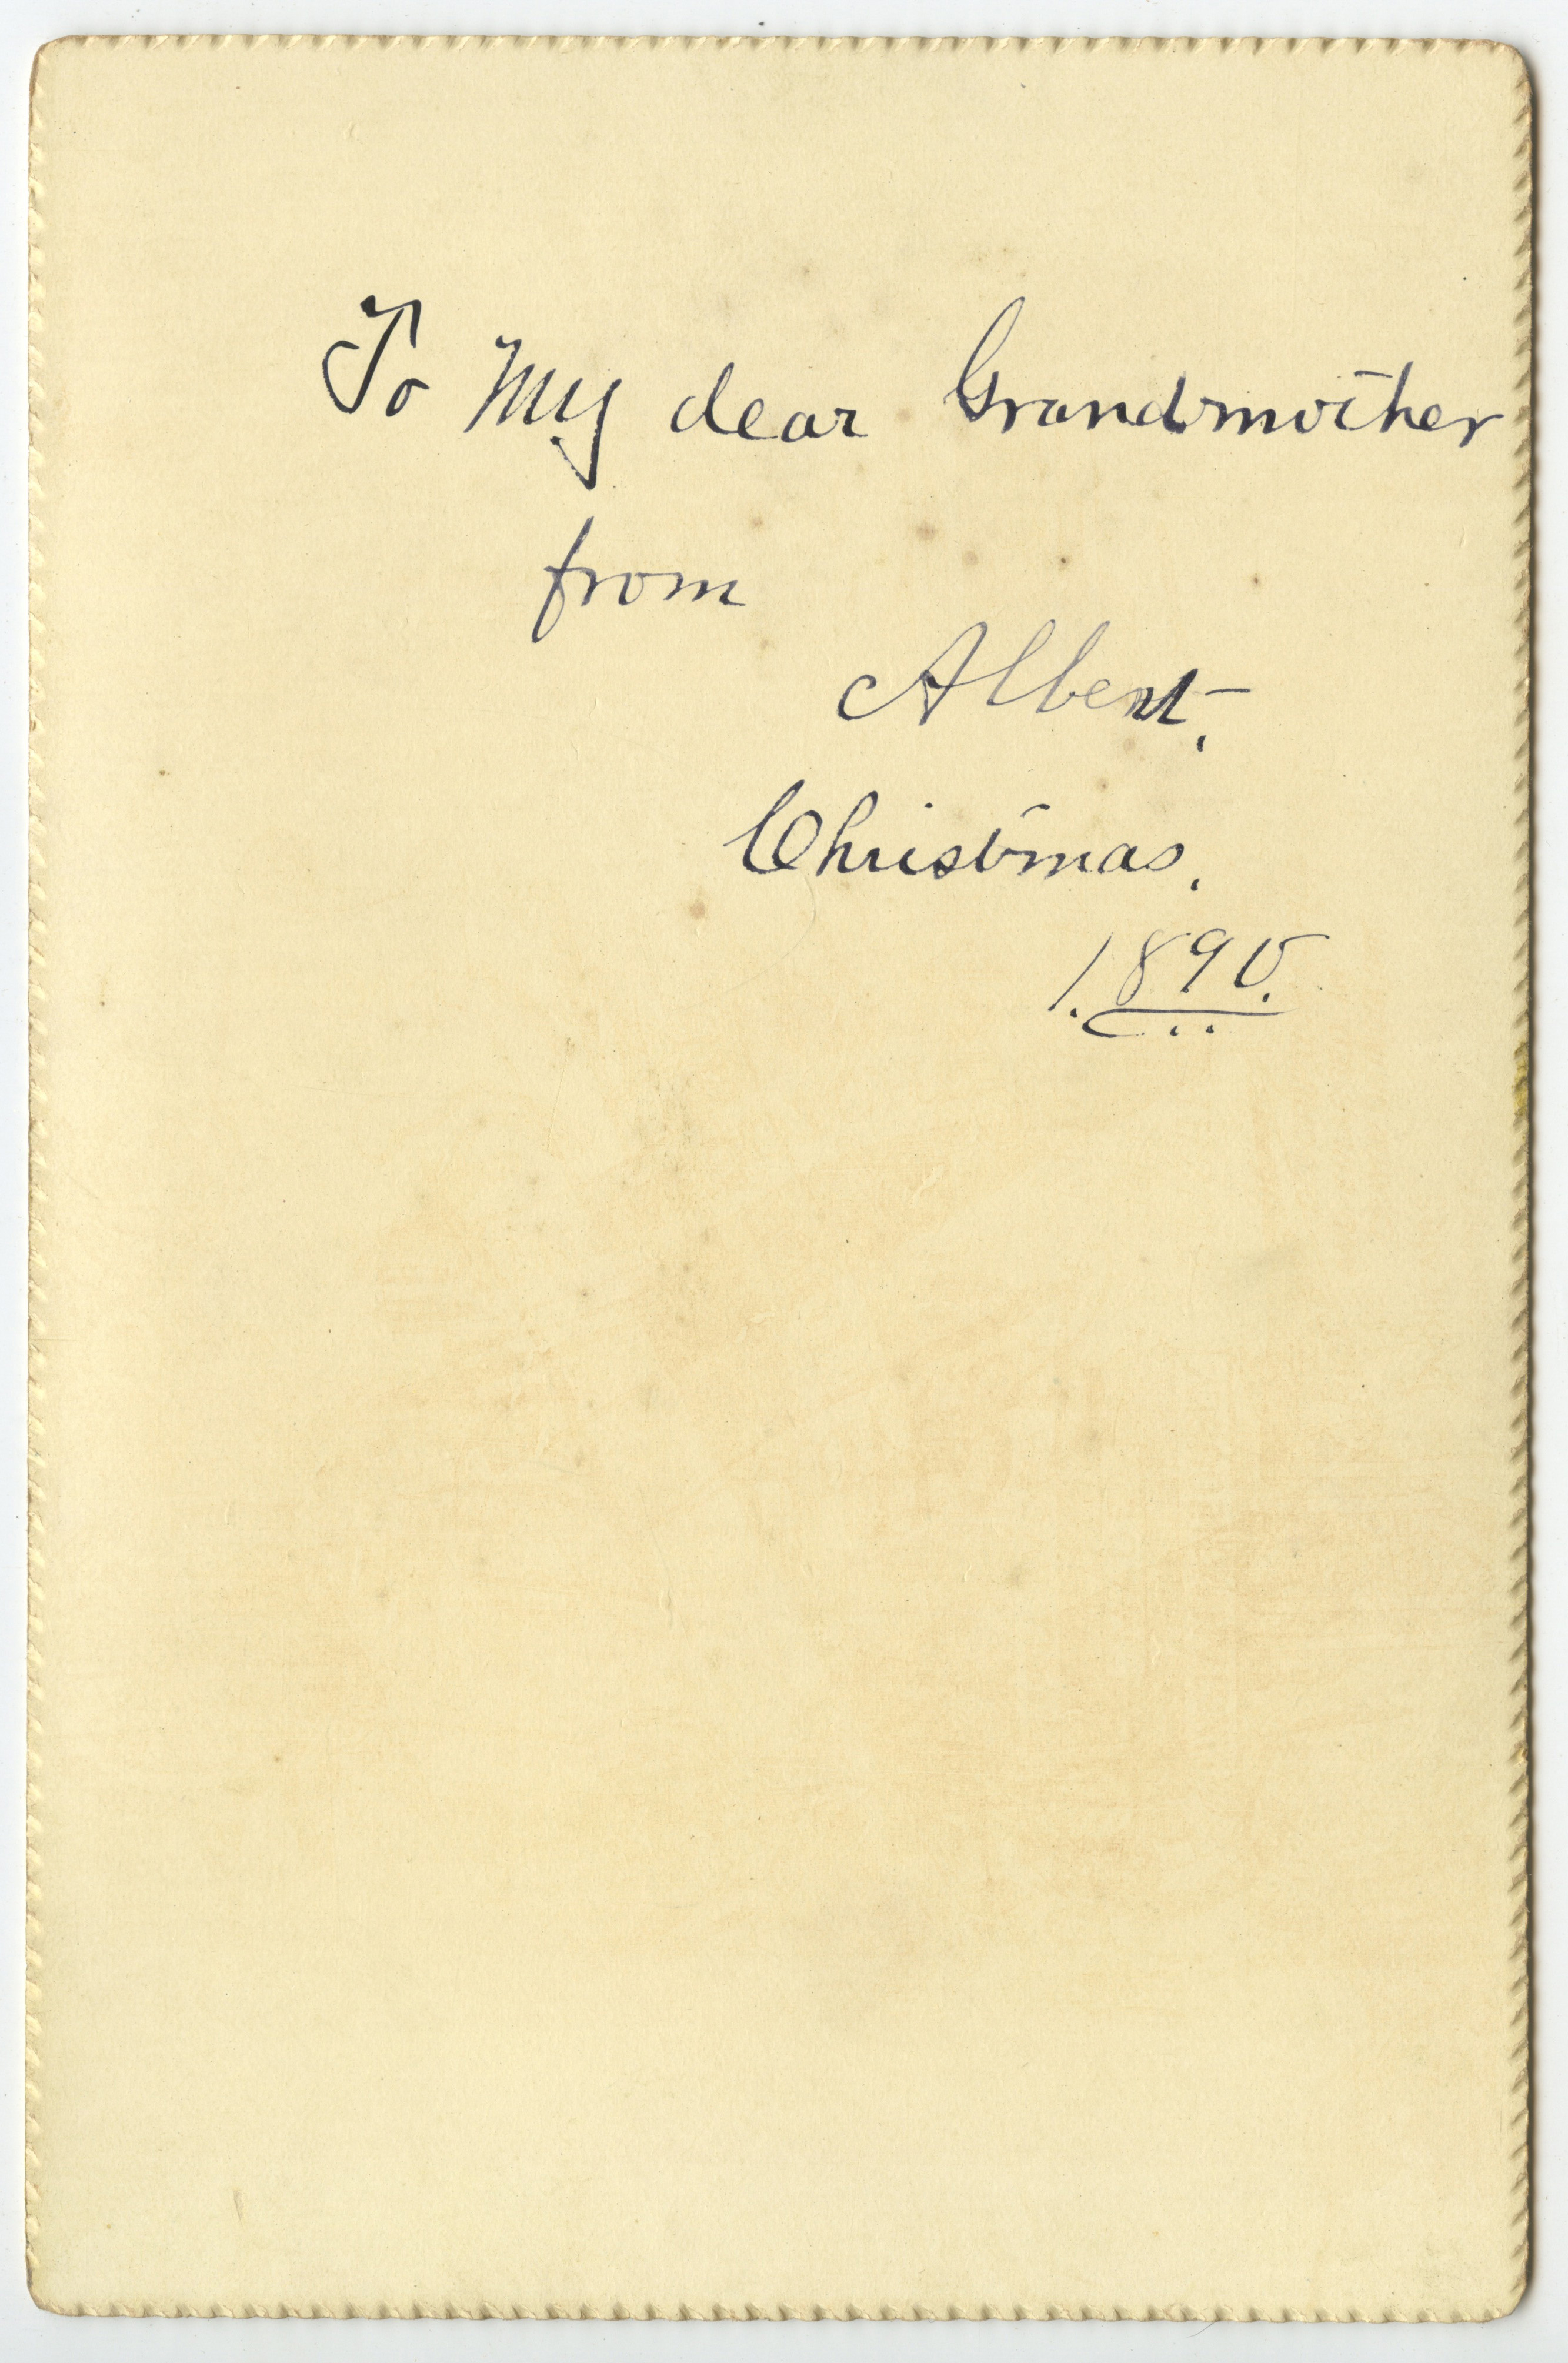 To My dear Grandmother
from
Albert.
Christmas.
1890.